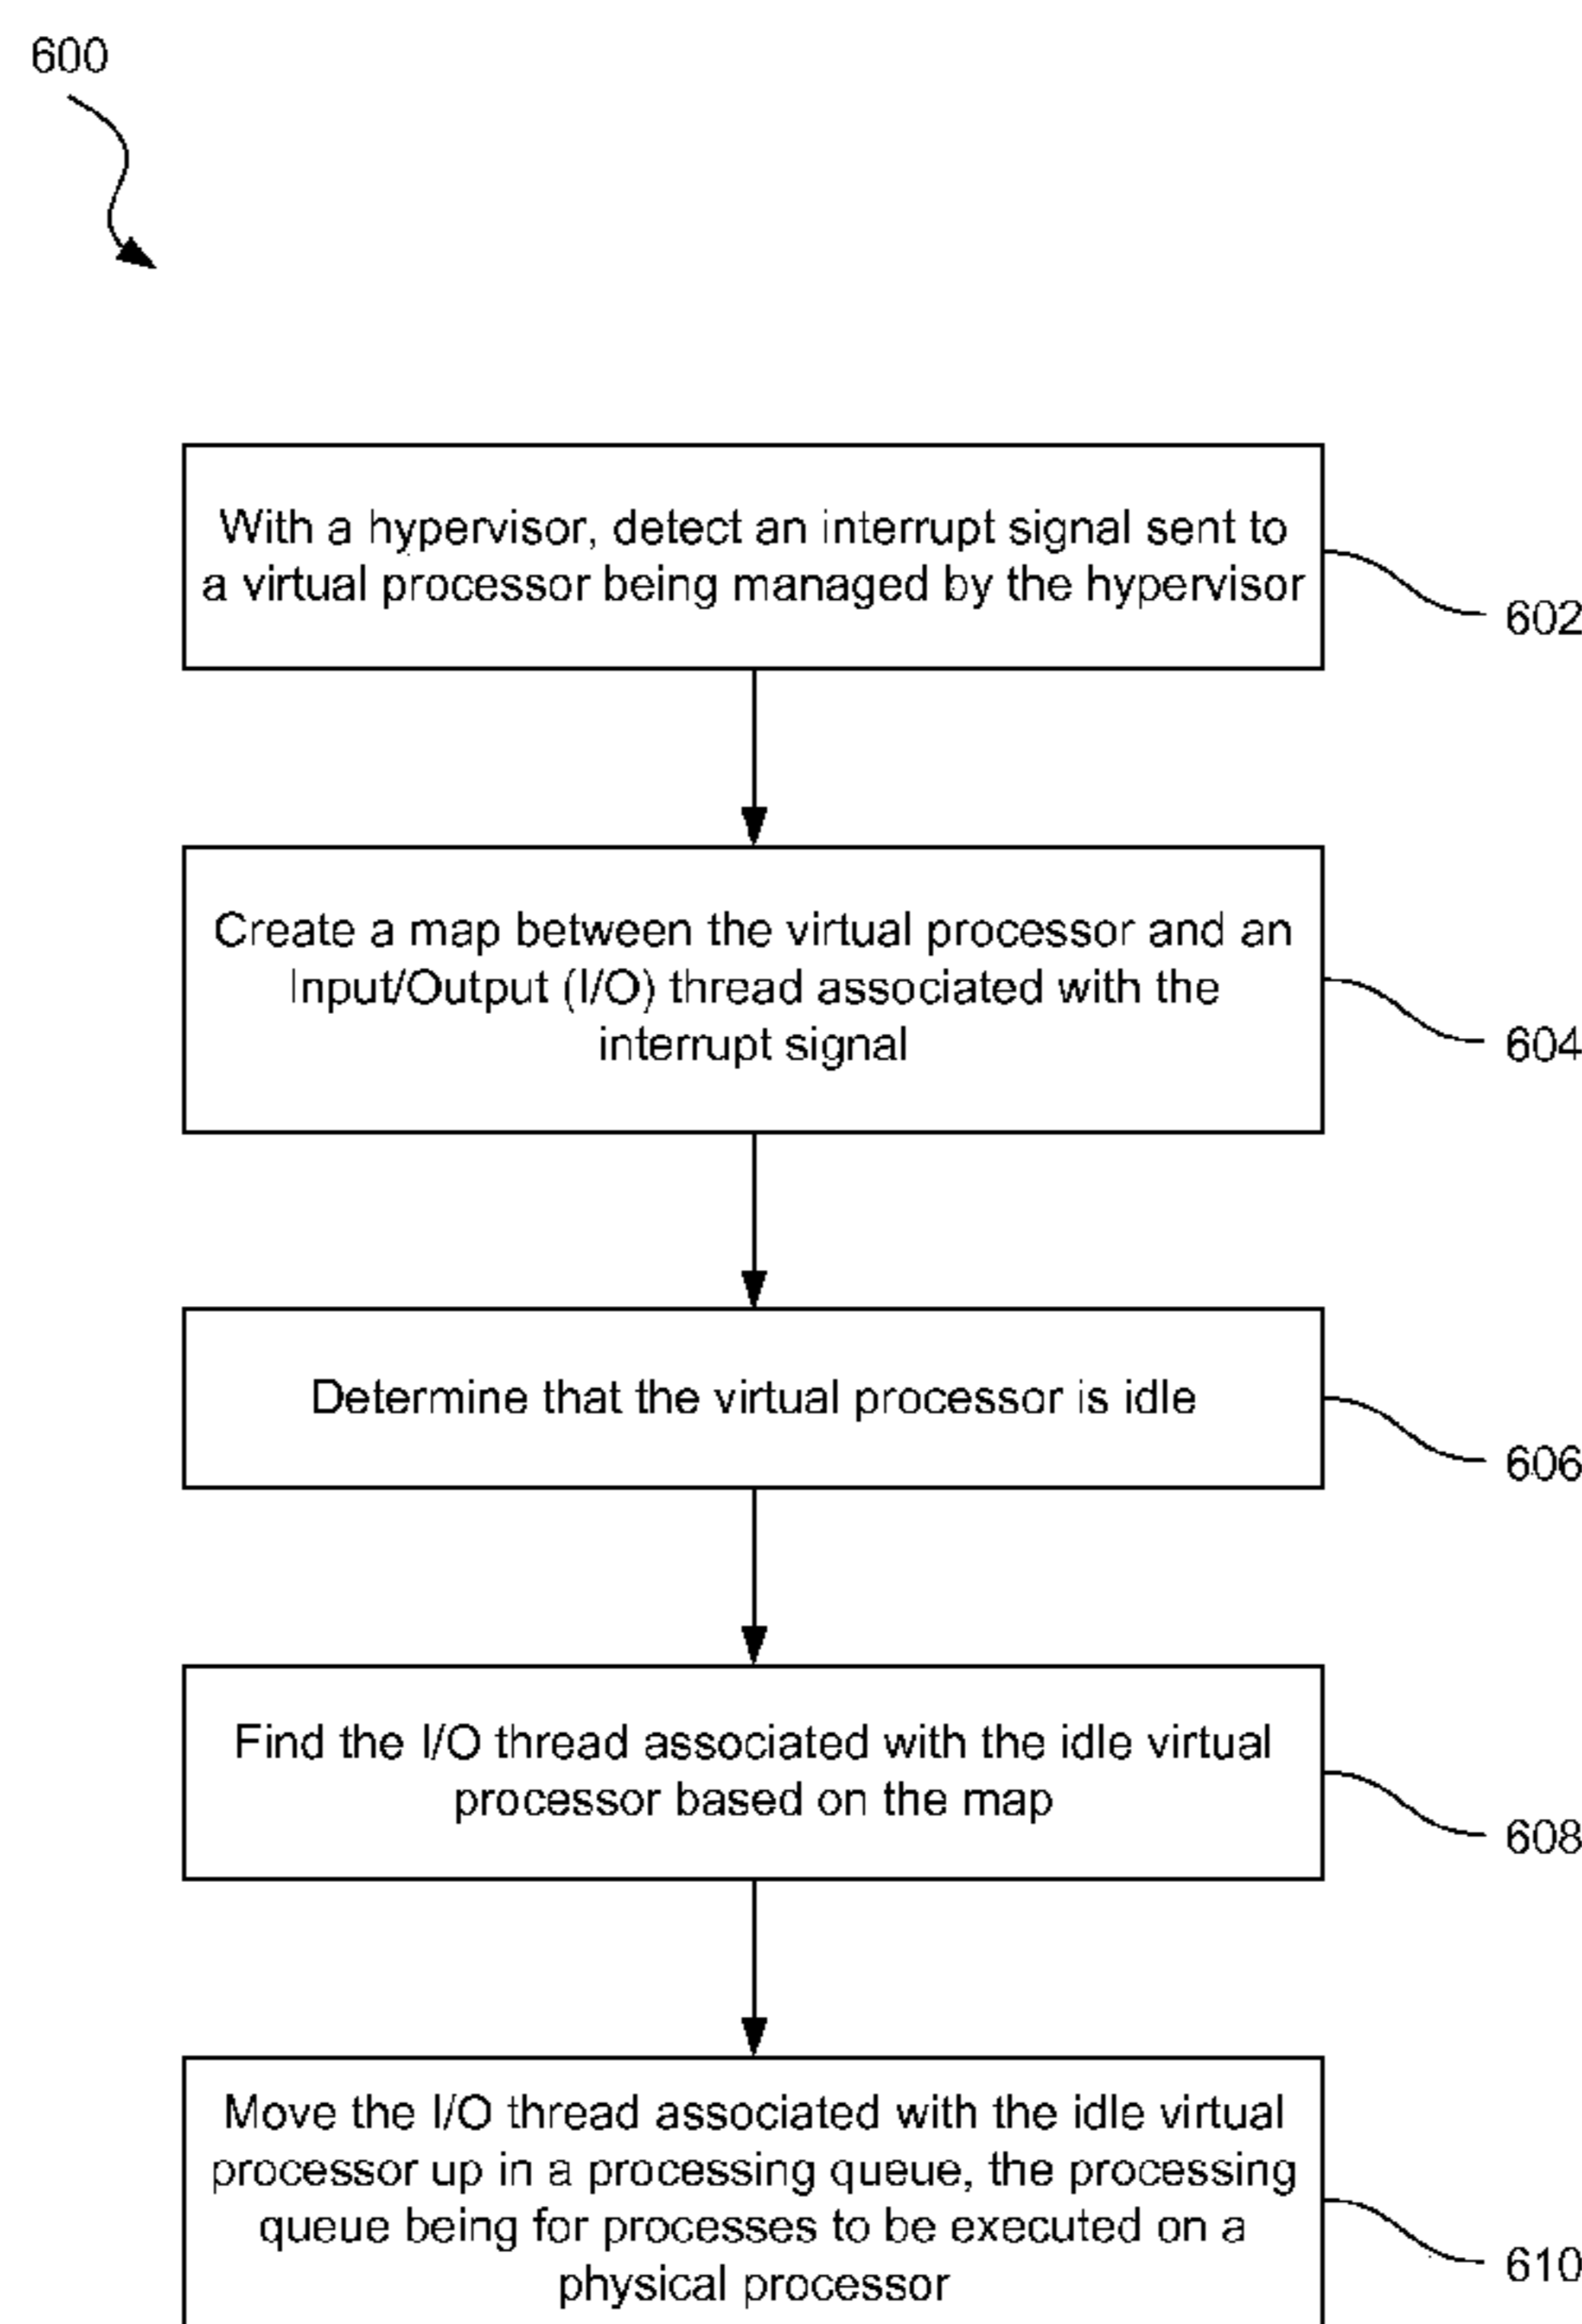 600
With a hypervisor, detect an interrupt signal sent to
a virtual processor being managed by the hypervisor
602
Create a map between the virtual processor and an
Input/Output (I/O) thread associated with the
interrupt signal
604
Determine that the virtual processor is idle
606
Find the I/O thread associated with the idle virtual
processor based on the map
608
Move the I/O thread associated with the idle virtual
processor up in a processing queue, the processing
queue being for processes to be executed on a
physical processor
610